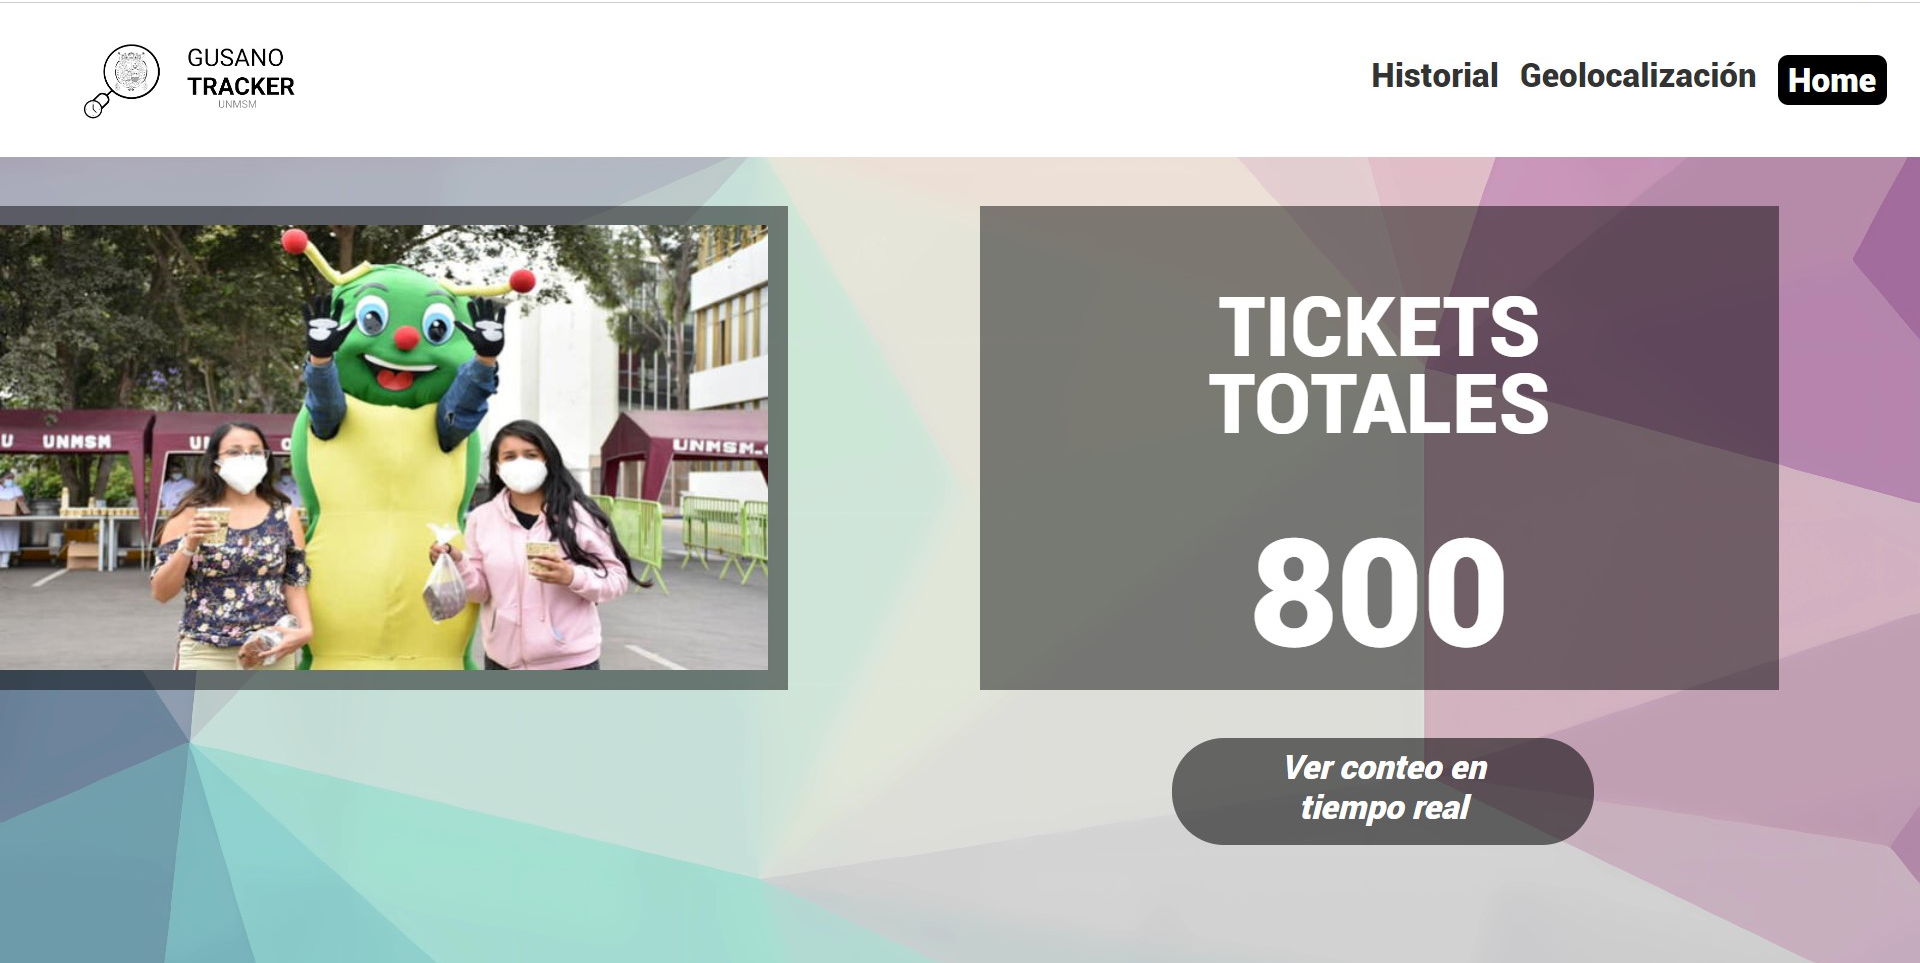 GUSANO
TRACKER
UNMSM
Historial
Geolocalización
Home
U UNMSM
UNMSM.
TICKETS
TOTALES
800
Ver conteo en
tiempo real